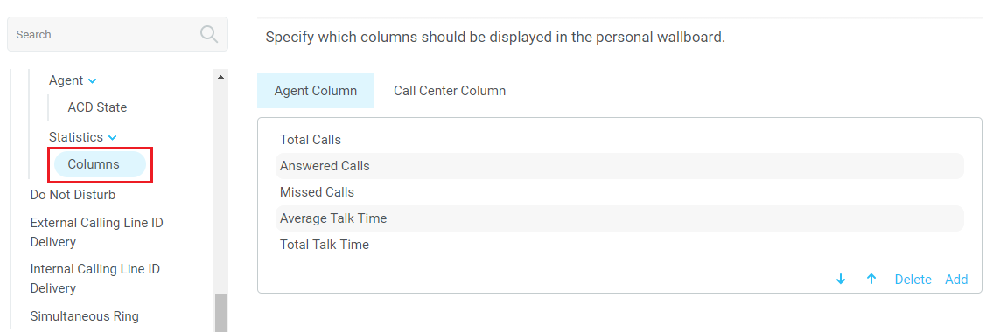 Search
Agent
ACD State
Statistics
Columns
Do Not Disturb
External Calling Line ID
Delivery
Internal Calling Line ID
Delivery
Simultaneous Ring
Specify which columns should be displayed in the personal wallboard.
Agent Column Call Center Column
Total Calls
Answered Calls
Missed Calls
Average Talk Time
Total Talk Time
Delete Add